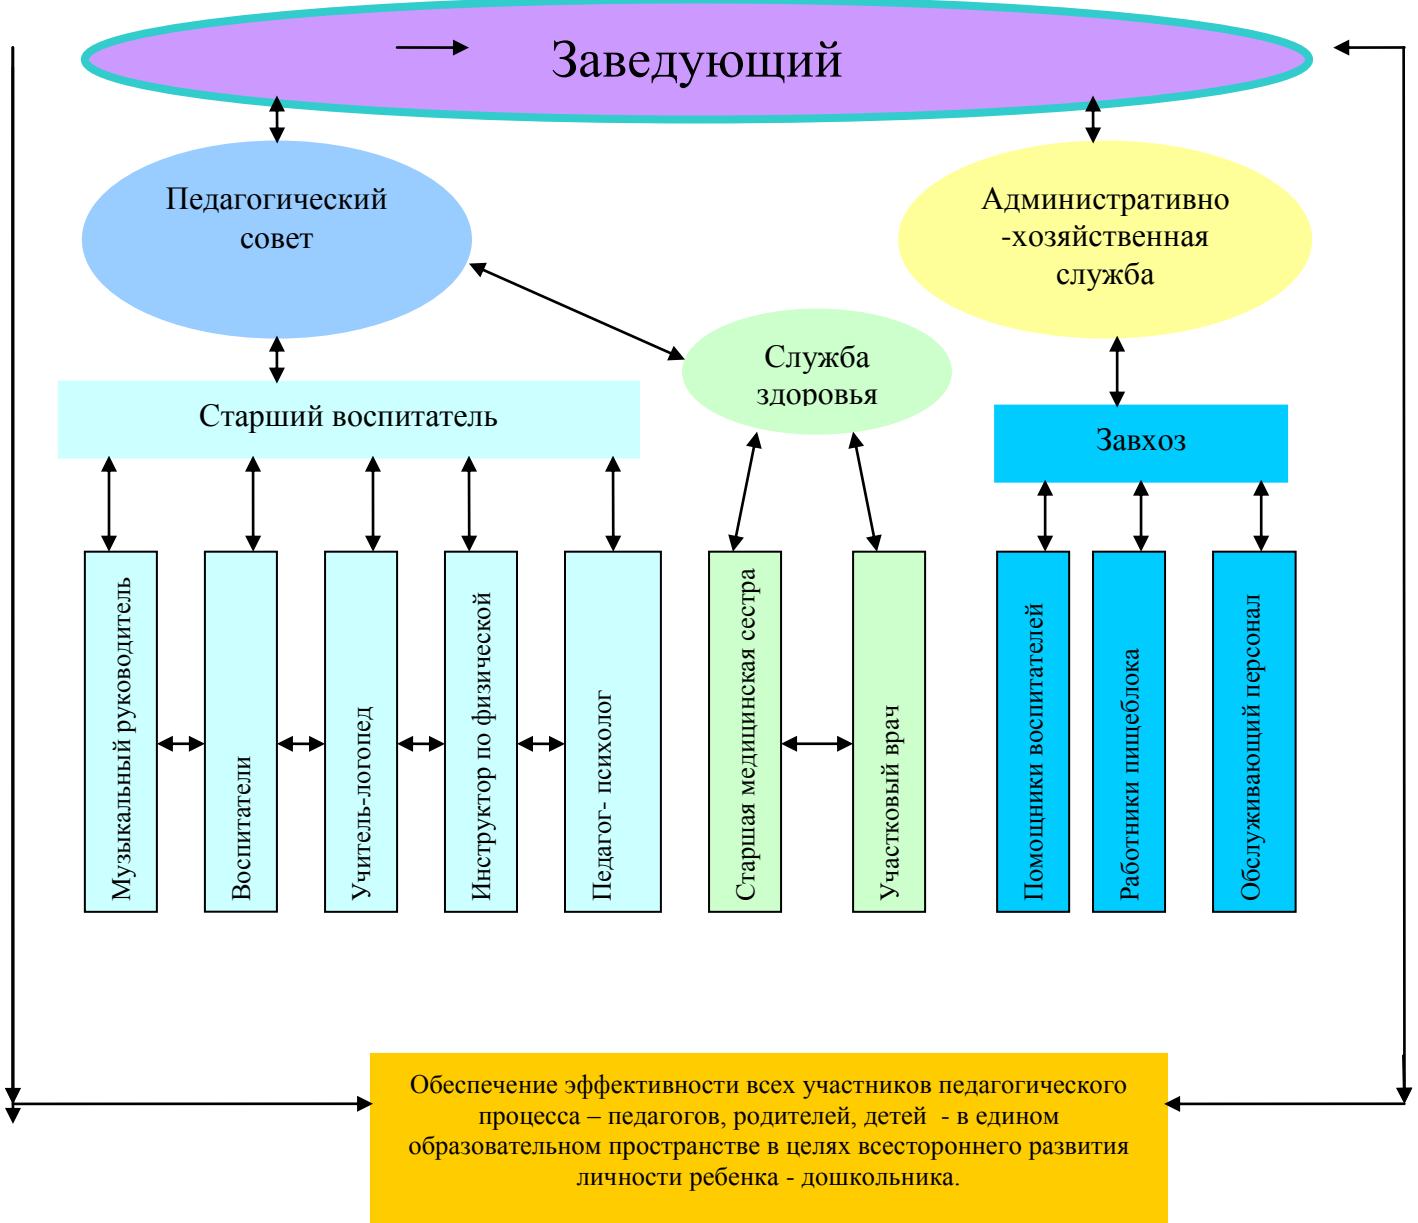 Заведующий
Педагогический
совет
Административно
-хозяйственная
служба
Служба
здоровья
Старший воспитатель
Завхоз
Музыкальный руководитель
Воспитатели
Учитель-логопед
Инструктор по физической
Педагог- психолог
Старшая медицинская сестра
Участковый врач
Помощники воспитателей
Работники пищеблока
Обслуживающий персонал
Обеспечение эффективности всех участников педагогического
процесса – педагогов, родителей, детей  - в едином
образовательном пространстве в целях всестороннего развития
личности ребенка - дошкольника.